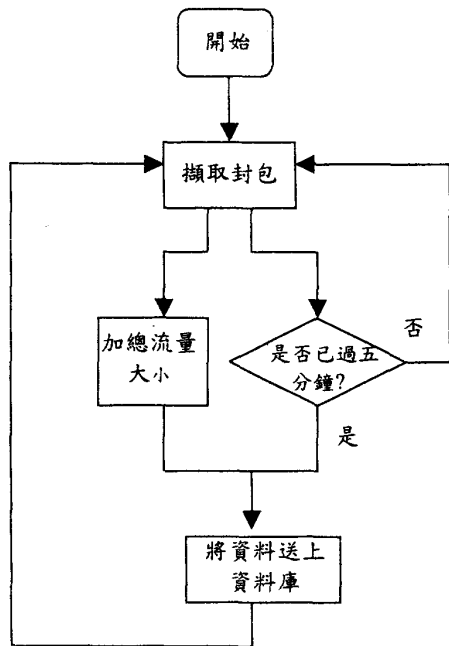 開始
擷取封包
加總流量
大小
是否已過五
分鐘?
否
是
將資料送上
資料庫